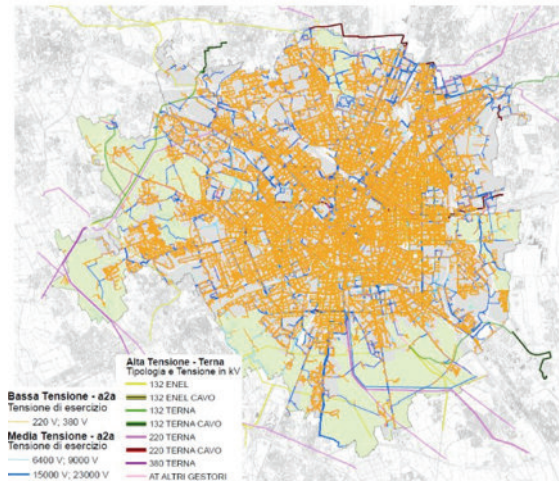 Bassa Tensione - a2a
Tensione di esercizio
220 V; 380 V
Media Tensione - a2a
Tensione di esercizio
6400 V; 9000 V
15000 V; 23000 V
Alta Tensione - Terna
Tipologia e Tensione in kV
132 ENEL
132 ENEL CAVO
132 TERNA
132 TERNA CAVO
220 TERNA
220 TERNA CAVO
380 TERNA
AT ALTRI GESTORI